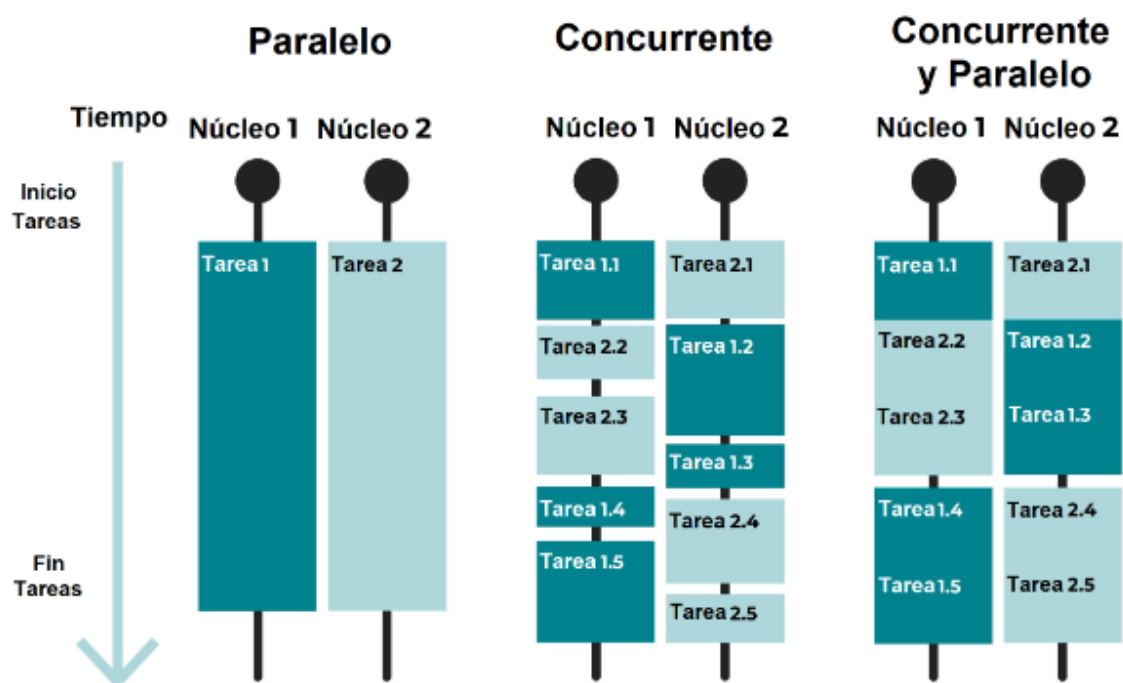 Paralelo
Concurrente
Concurrente
y Paralelo
Tiempo
Núcleo 1
Núcleo 2
Núcleo 1
Núcleo 2
Núcleo 1
Núcleo 2
Inicio
Tareas
Fin
Tareas
Tarea 1
Tarea 2
Tarea 1.1
Tarea 2.2
Tarea 2.3
Tarea 1.4
Tarea 1.5
Tarea 2.1
Tarea 1.2
Tarea 1.3
Tarea 2.4
Tarea 2.5
Tarea 1.1
Tarea 2.2
Tarea 2.3
Tarea 1.4
Tarea 1.5
Tarea 2.1
Tarea 1.2
Tarea 1.3
Tarea 2.4
Tarea 2.5